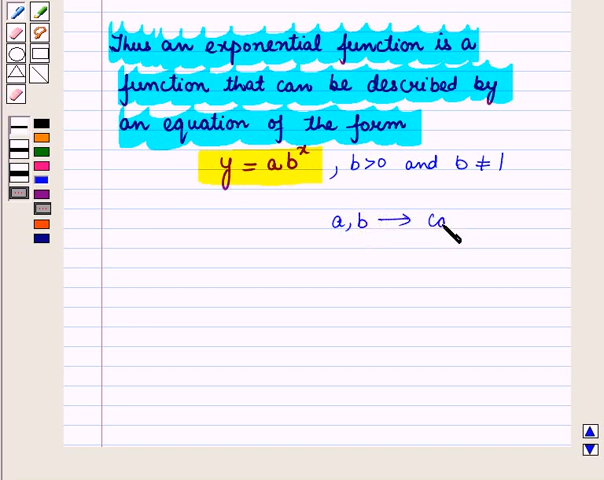 Thus an exponential function is a
function that can be described by
an equation of the form
y = ab^x , b>0 and b ≠ 1
a, b → co